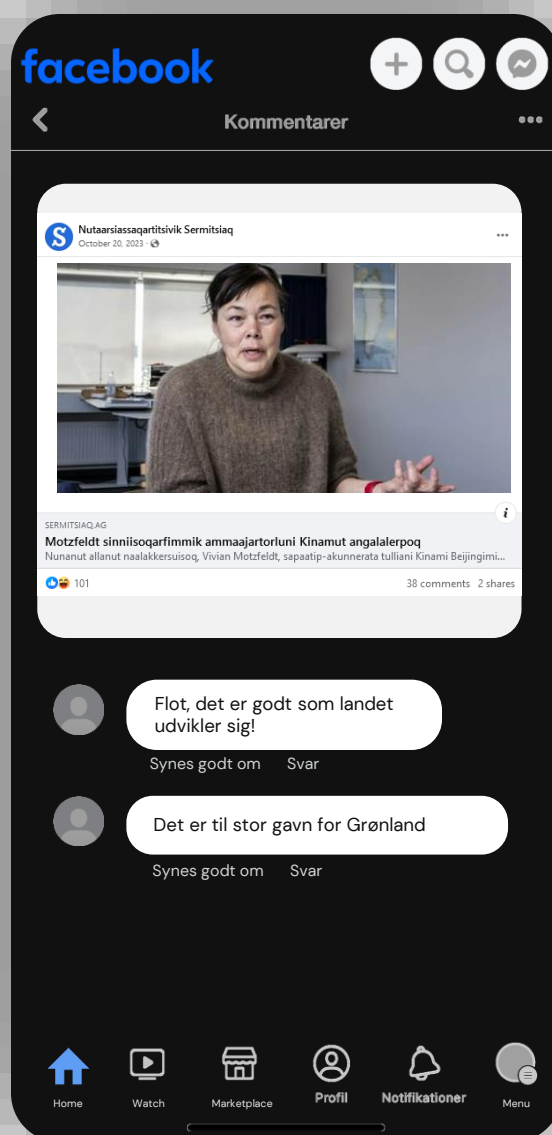 facebook
Kommentarer
Nutaarsiassaqartitsivik Sermitsiaq
October 20, 2023
SERMITSIAQ.AG
Motzfeldt sinniisoqarfimmik ammaajartorluni Kinamut angalalerpoq
Nunanut allanut naalakkersuisoq, Vivian Motzfeldt, sapaatip-akunnerata tulliani Kinami Beijingimi...
101
38 comments 2 shares
Flot, det er godt som landet
udvikler sig!
Synes godt om Svar
Det er til stor gavn for Grønland
Synes godt om Svar
Home Watch Marketplace Profil Notifikationer Menu